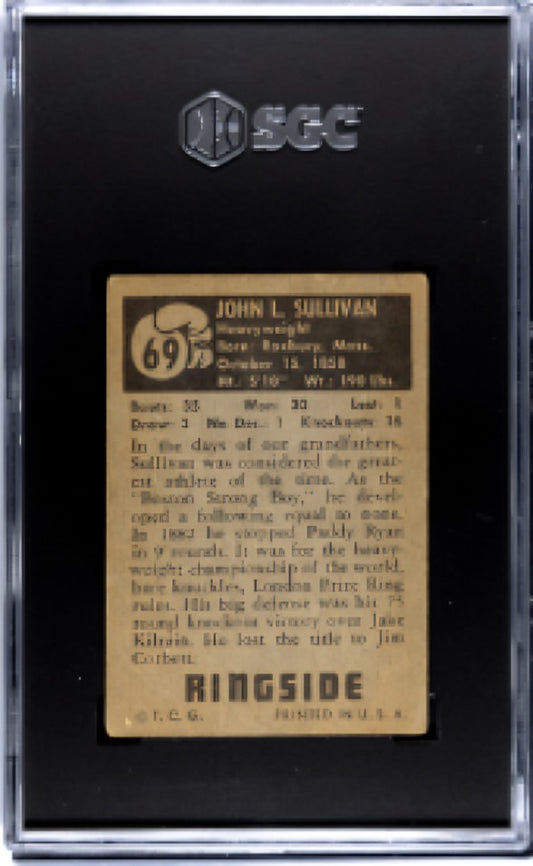 SGC
69
JOHN L. SULLIVAN
Heavyweight
Born: Roxbury, Mass.
October 15, 1858
Ht.: 5'10" Wt.: 190 lbs.
Bouts: 35 Won: 30 Lost: 1
Draw: 3 No Dec.: 1 Knockouts: 16
In the days of our grandfathers,
Sullivan was considered the great-
est athlete of the time. As the
"Boston Strong Boy," he devel-
oped a following equal to none.
In 1882 he stopped Paddy Ryan
in 9 rounds. It was for the heavy-
weight championship of the world,
bare knuckles, London Prize Ring
rules. His big defense was his 75
round knockout victory over Jake
Kilrain. He lost the title to Jim
Corbett.
RINGSIDE
© T. C. G. PRINTED IN U. S. A.